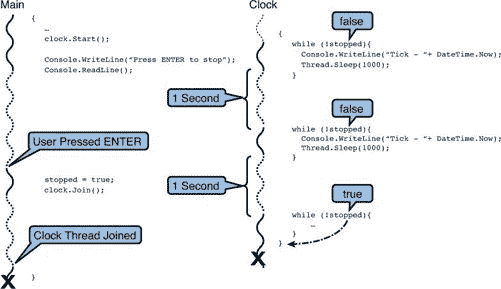 Main
{
…
clock.Start();
Console.WriteLine("Press ENTER to stop");
Console.ReadLine();
User Pressed ENTER
stopped = true;
clock.Join();
Clock Thread Joined
X
}
Clock
false
{
while (!stopped){
Console.WriteLine("Tick - "+ DateTime.Now);
Thread.Sleep(1000);
}
1 Second
false
while (!stopped){
Console.WriteLine("Tick - "+ DateTime.Now);
Thread.Sleep(1000);
}
1 Second
true
while (!stopped){
…
}
}
X